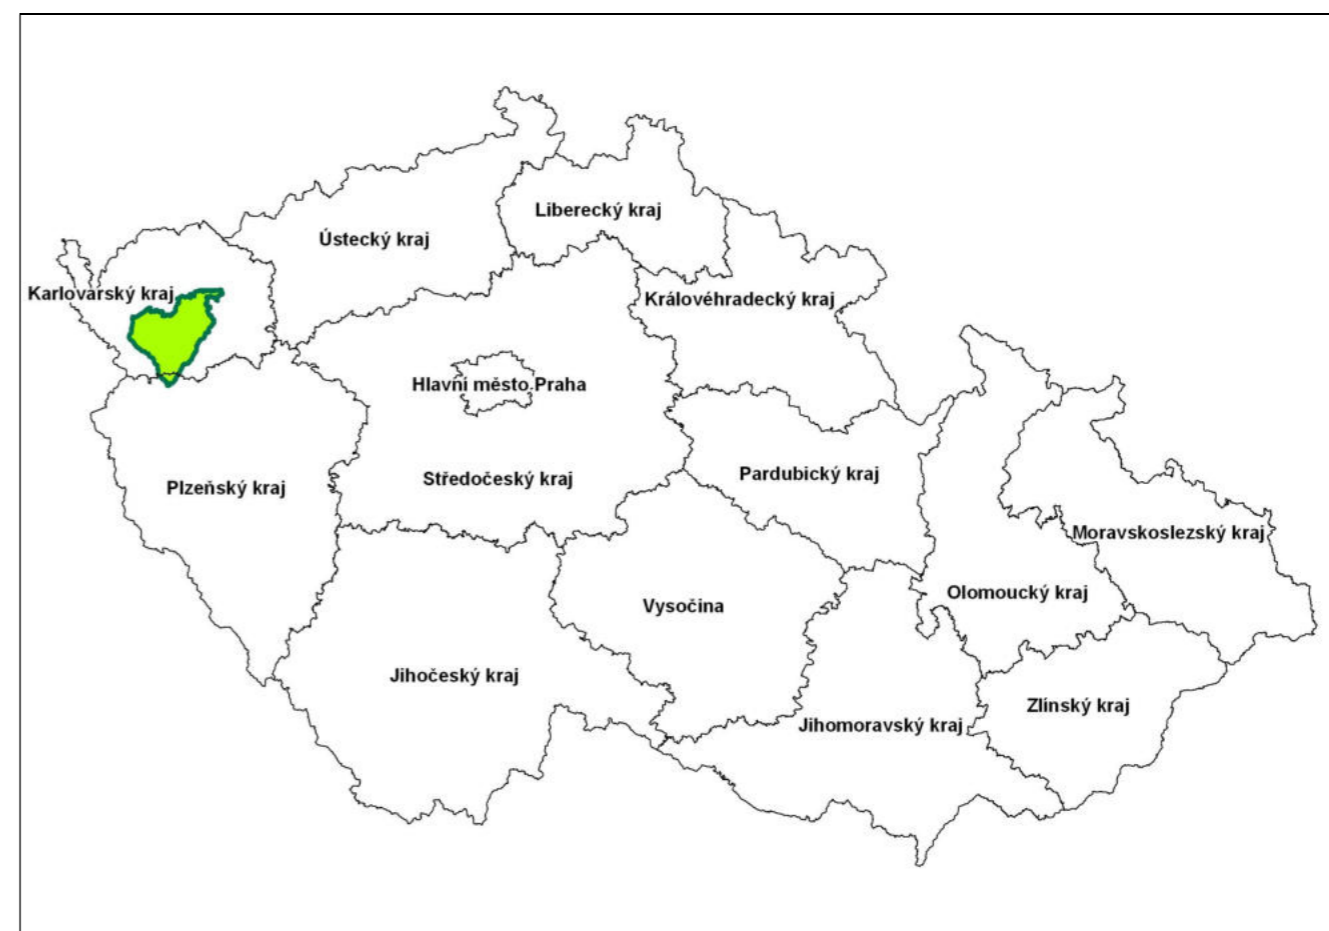 Liberecký kraj
Ústecký kraj
Karlovarský kraj
Královéhradecký kraj
Hlavní město Praha
Pardubický kraj
Středočeský kraj
Plzeňský kraj
Moravskoslezský kraj
Olomoucký kraj
Vysočina
Jihočeský kraj
Zlínský kraj
Jihomoravský kraj